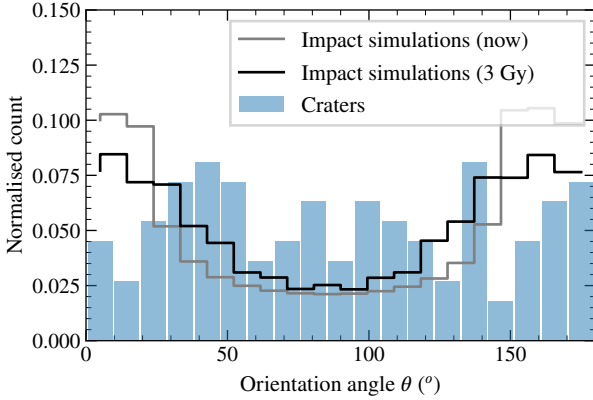 0.150
0.125
0.100
0.075
0.050
0.025
0.000
Normalised count
Impact simulations (now)
Impact simulations (3 Gy)
Craters
0 50 100 150
Orientation angle θ (°)